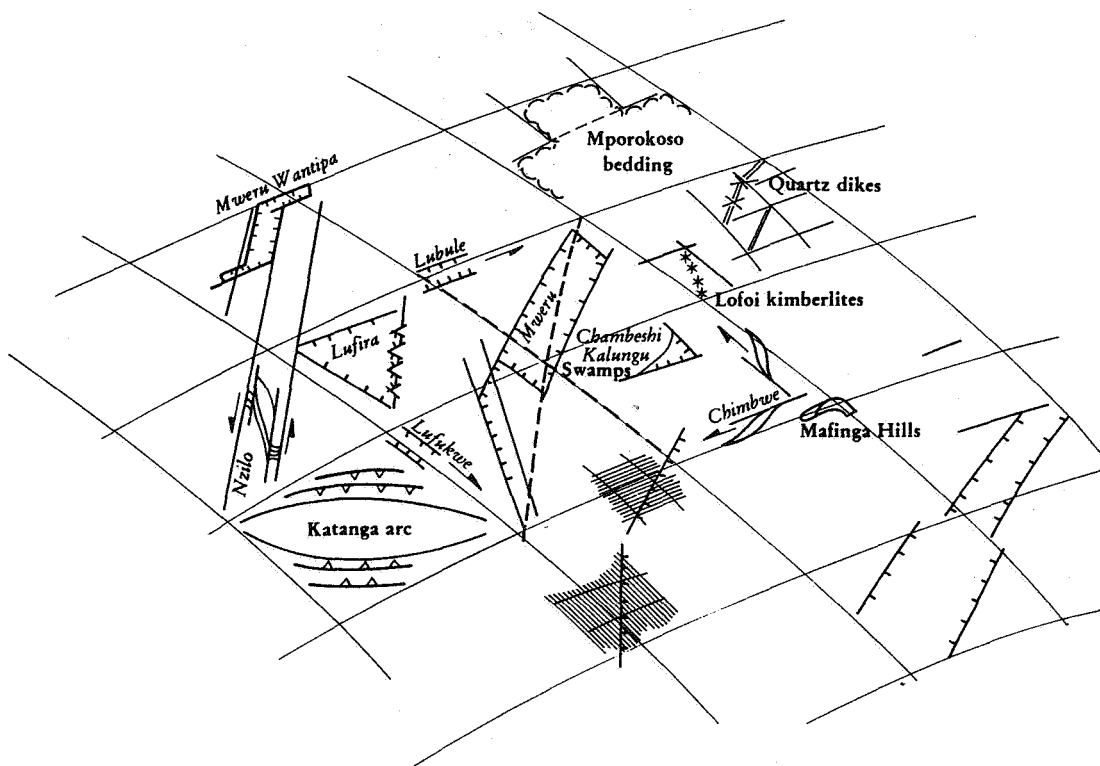 Mporokoso
bedding
Mweru Wantipa
Quartz dikes
Lubule
Mweru
Lofoi kimberlites
Lufira
Chambeshi
Kalungu
Swamps
Chimbwe
Mafinga Hills
Lufukwe
Nzilo
Katanga arc